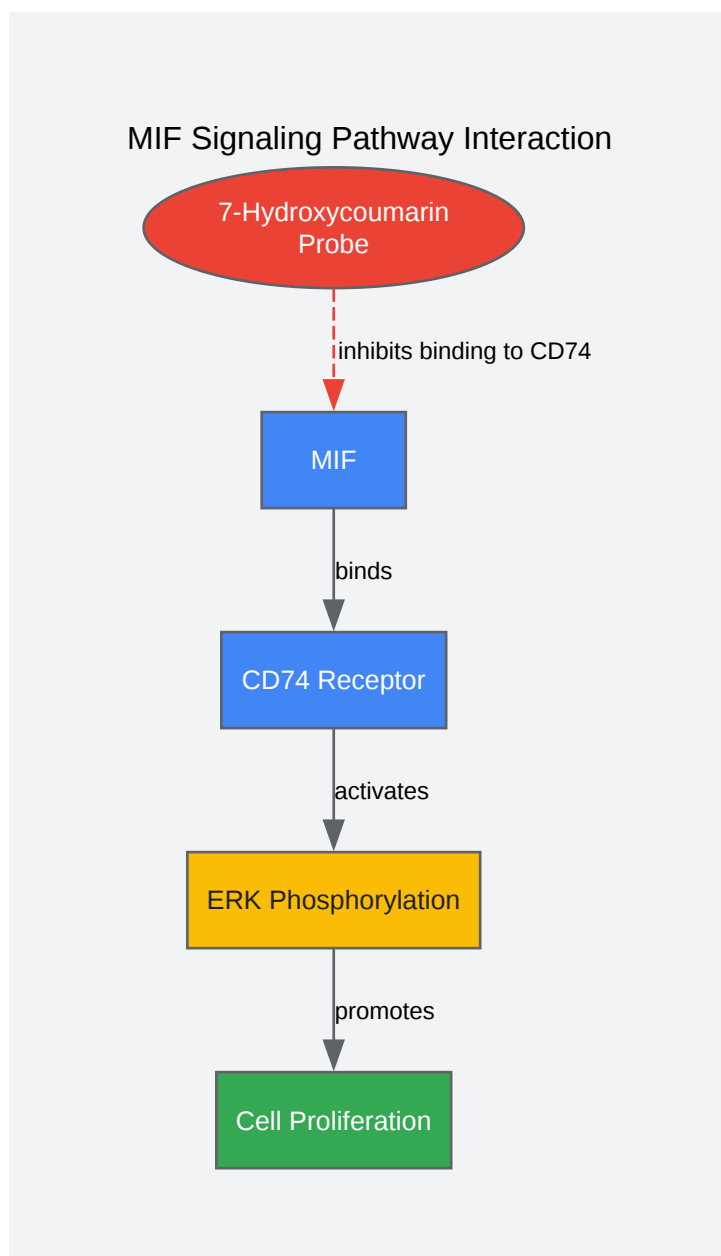 MIF Signaling Pathway Interaction
7-Hydroxycoumarin
Probe
inhibits binding to CD74
MIF
binds
CD74 Receptor
activates
ERK Phosphorylation
promotes
Cell Proliferation